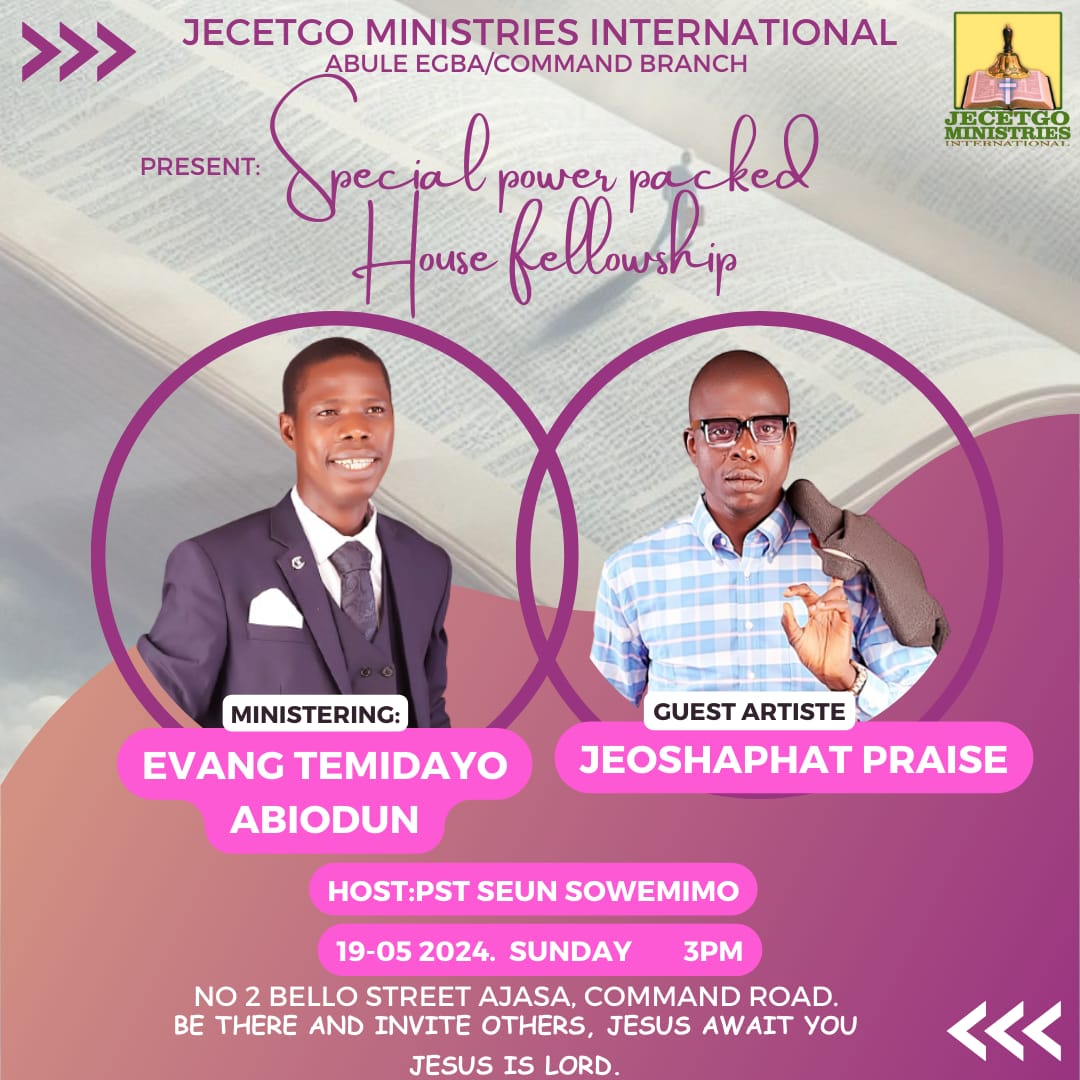 JECETGO MINISTRIES INTERNATIONAL
ABULE EGBA/COMMAND BRANCH
JECETGO
MINISTRIES
INTERNATIONAL
PRESENT:
Special power packed
House fellowship
MINISTERING:
EVANG TEMIDAYO
ABIODUN
GUEST ARTISTE
JEOSHAPHAT PRAISE
HOST:PST SEUN SOWEMIMO
19-05 2024. SUNDAY 3PM
NO 2 BELLO STREET AJASA, COMMAND ROAD.
BE THERE AND INVITE OTHERS, JESUS AWAIT YOU
JESUS IS LORD.